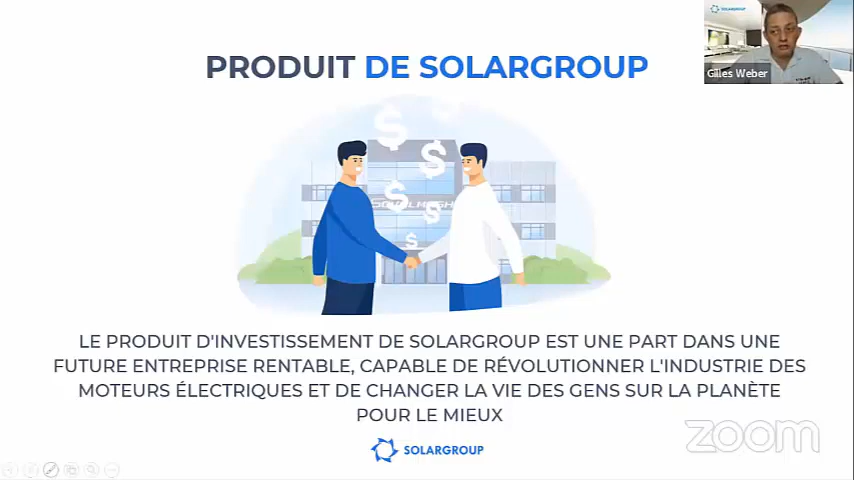 SOLARGROUP
Gilles Weber
PRODUIT DE SOLARGROUP
LE PRODUIT D'INVESTISSEMENT DE SOLARGROUP EST UNE PART DANS UNE
FUTURE ENTREPRISE RENTABLE, CAPABLE DE RÉVOLUTIONNER L'INDUSTRIE DES
MOTEURS ÉLECTRIQUES ET DE CHANGER LA VIE DES GENS SUR LA PLANÈTE
POUR LE MIEUX
SOLARGROUP
zoom